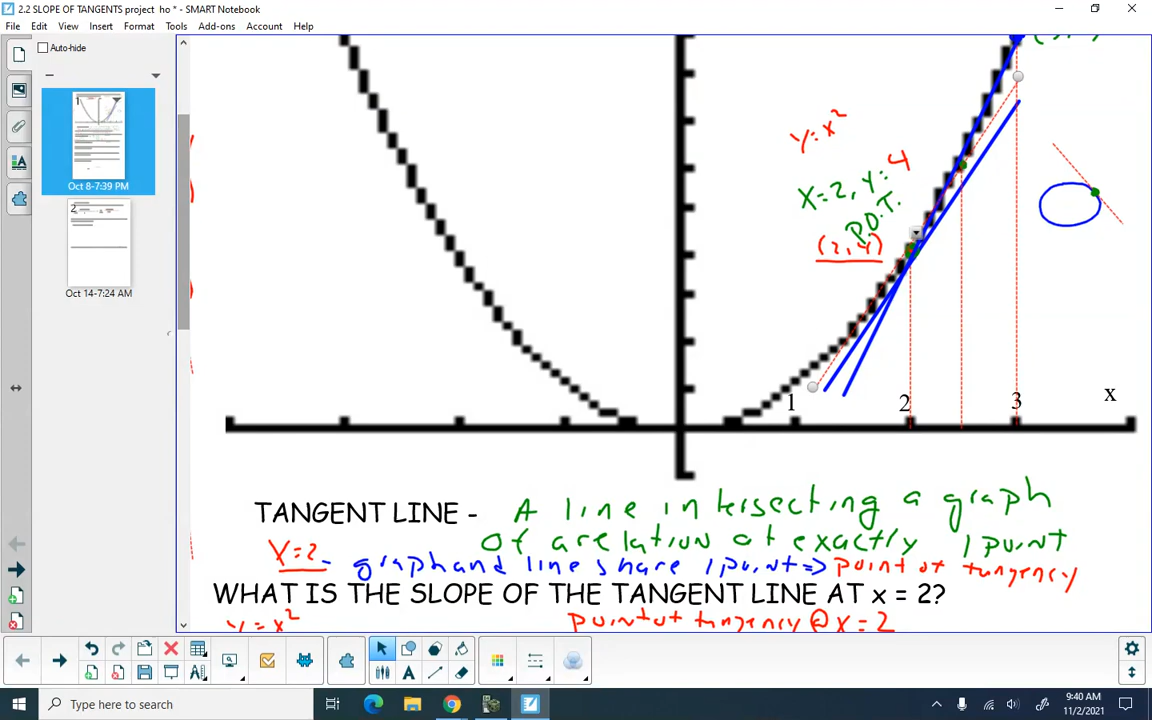 2.2 SLOPE OF TANGENTS project ho * - SMART Notebook
File Edit View Insert Format Tools Add-ons Account Help
Auto-hide
1
Oct 8-7:39 PM
2
Oct 14-7:24 AM
y=x²
x=2, y=4
P.O.T.
(2,4)
1 2 3 x
TANGENT LINE - A line intersecting a graph
of a relation at exactly 1 point
x=2 - graph and line share 1 point => point of tangency
WHAT IS THE SLOPE OF THE TANGENT LINE AT x = 2?
y=x² point of tangency @ x=2
Type here to search
9:40 AM
11/2/2021